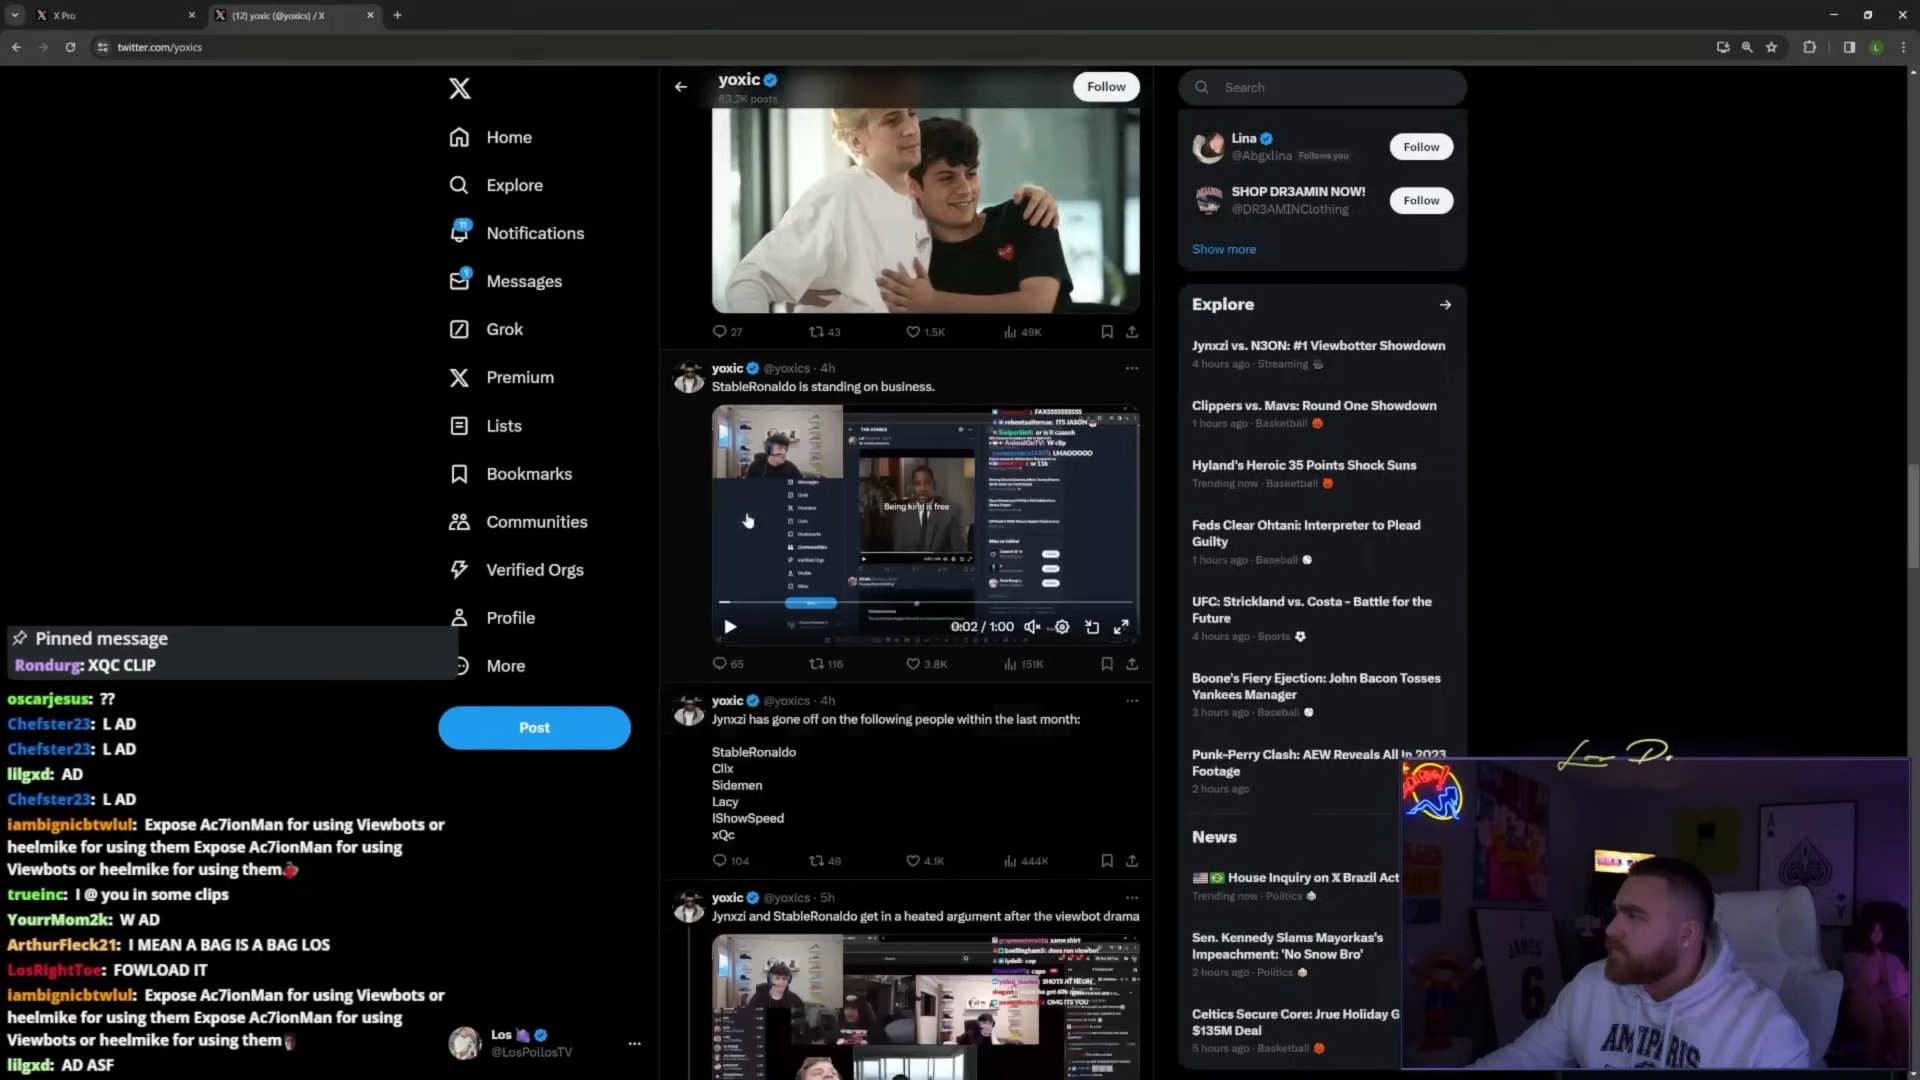 X Pro
(12) yoxic (@yoxics) / X
twitter.com/yoxics
yoxic
63.2K posts
Follow
Home
Explore
11
Notifications
1
Messages
Grok
Premium
Lists
Bookmarks
Communities
Verified Orgs
Profile
More
Post
Los
@LosPollosTV
27
43
1.5K
49K
yoxic @yoxics · 4h
StableRonaldo is standing on business.
THE STABLE
Being kind is free
0:02 / 1:00
65
116
3.8K
151K
yoxic @yoxics · 4h
Jynxzi has gone off on the following people within the last month:
StableRonaldo
Clix
Sidemen
Lacy
IShowSpeed
xQc
104
49
4.1K
444K
yoxic @yoxics · 5h
Jynxzi and StableRonaldo get in a heated argument after the viewbot drama
Search
Lina
@Abgxlina Follows you
Follow
SHOP DR3AMIN NOW!
@DR3AMINClothing
Follow
Show more
Explore
Jynxzi vs. N3ON: #1 Viewbotter Showdown
4 hours ago · Streaming
Clippers vs. Mavs: Round One Showdown
1 hours ago · Basketball
Hyland's Heroic 35 Points Shock Suns
Trending now · Basketball
Feds Clear Ohtani: Interpreter to Plead
Guilty
1 hours ago · Baseball
UFC: Strickland vs. Costa - Battle for the
Future
4 hours ago · Sports
Boone's Fiery Ejection: John Bacon Tosses
Yankees Manager
3 hours ago · Baseball
Punk-Perry Clash: AEW Reveals All In 2023
Footage
2 hours ago
News
House Inquiry on X Brazil Act
Trending now · Politics
Sen. Kennedy Slams Mayorkas's
Impeachment: 'No Snow Bro'
2 hours ago · Politics
Celtics Secure Core: Jrue Holiday G
$135M Deal
5 hours ago · Basketball
Pinned message
Rondurg: XQC CLIP
oscarjesus: ??
Chefster23: L AD
Chefster23: L AD
lilgxd: AD
Chefster23: L AD
iambignicbtwlul: Expose Ac7ionMan for using Viewbots or
heelmike for using them Expose Ac7ionMan for using
Viewbots or heelmike for using them
trueinc: I @ you in some clips
YourrMom2k: W AD
ArthurFleck21: I MEAN A BAG IS A BAG LOS
LosRightToe: FOWLOAD IT
iambignicbtwlul: Expose Ac7ionMan for using Viewbots or
heelmike for using them Expose Ac7ionMan for using
Viewbots or heelmike for using them
lilgxd: AD ASF
JAMES
6
AMIPARIS